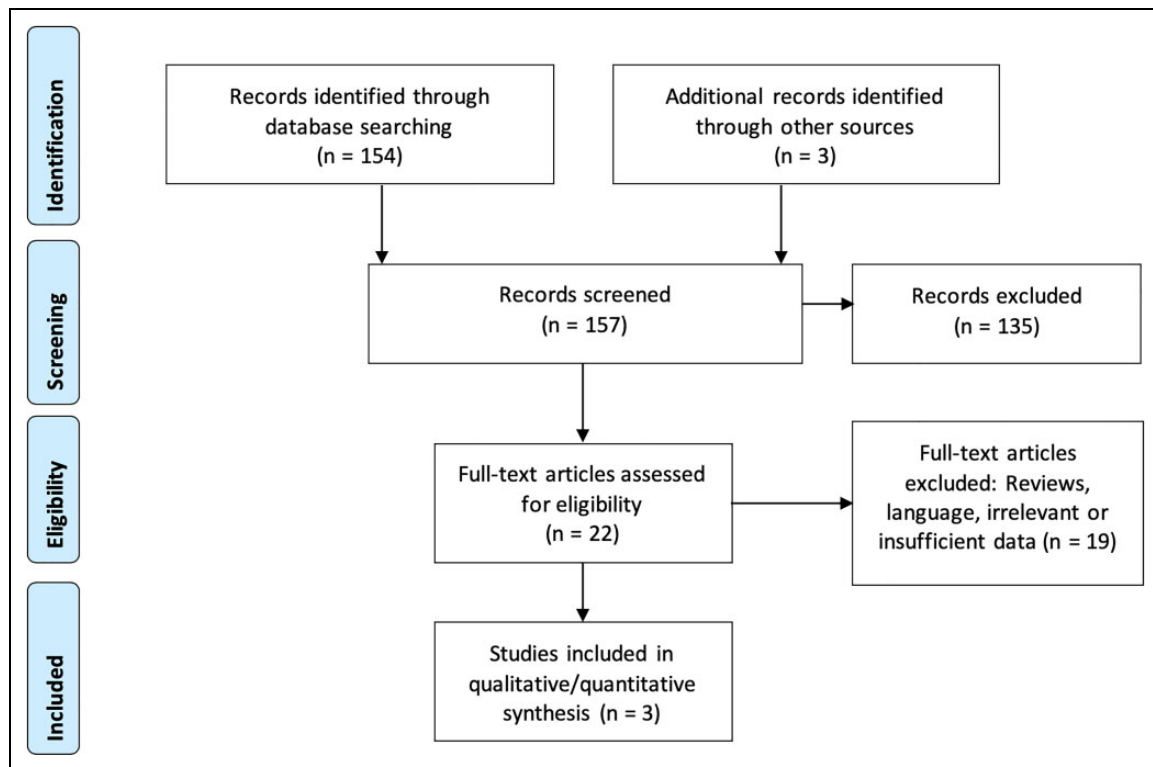 Identification
Records identified through
database searching
(n = 154)
Additional records identified
through other sources
(n = 3)
Screening
Records screened
(n = 157)
Records excluded
(n = 135)
Eligibility
Full-text articles assessed
for eligibility
(n = 22)
Full-text articles
excluded: Reviews,
language, irrelevant or
insufficient data (n = 19)
Included
Studies included in
qualitative/quantitative
synthesis (n = 3)